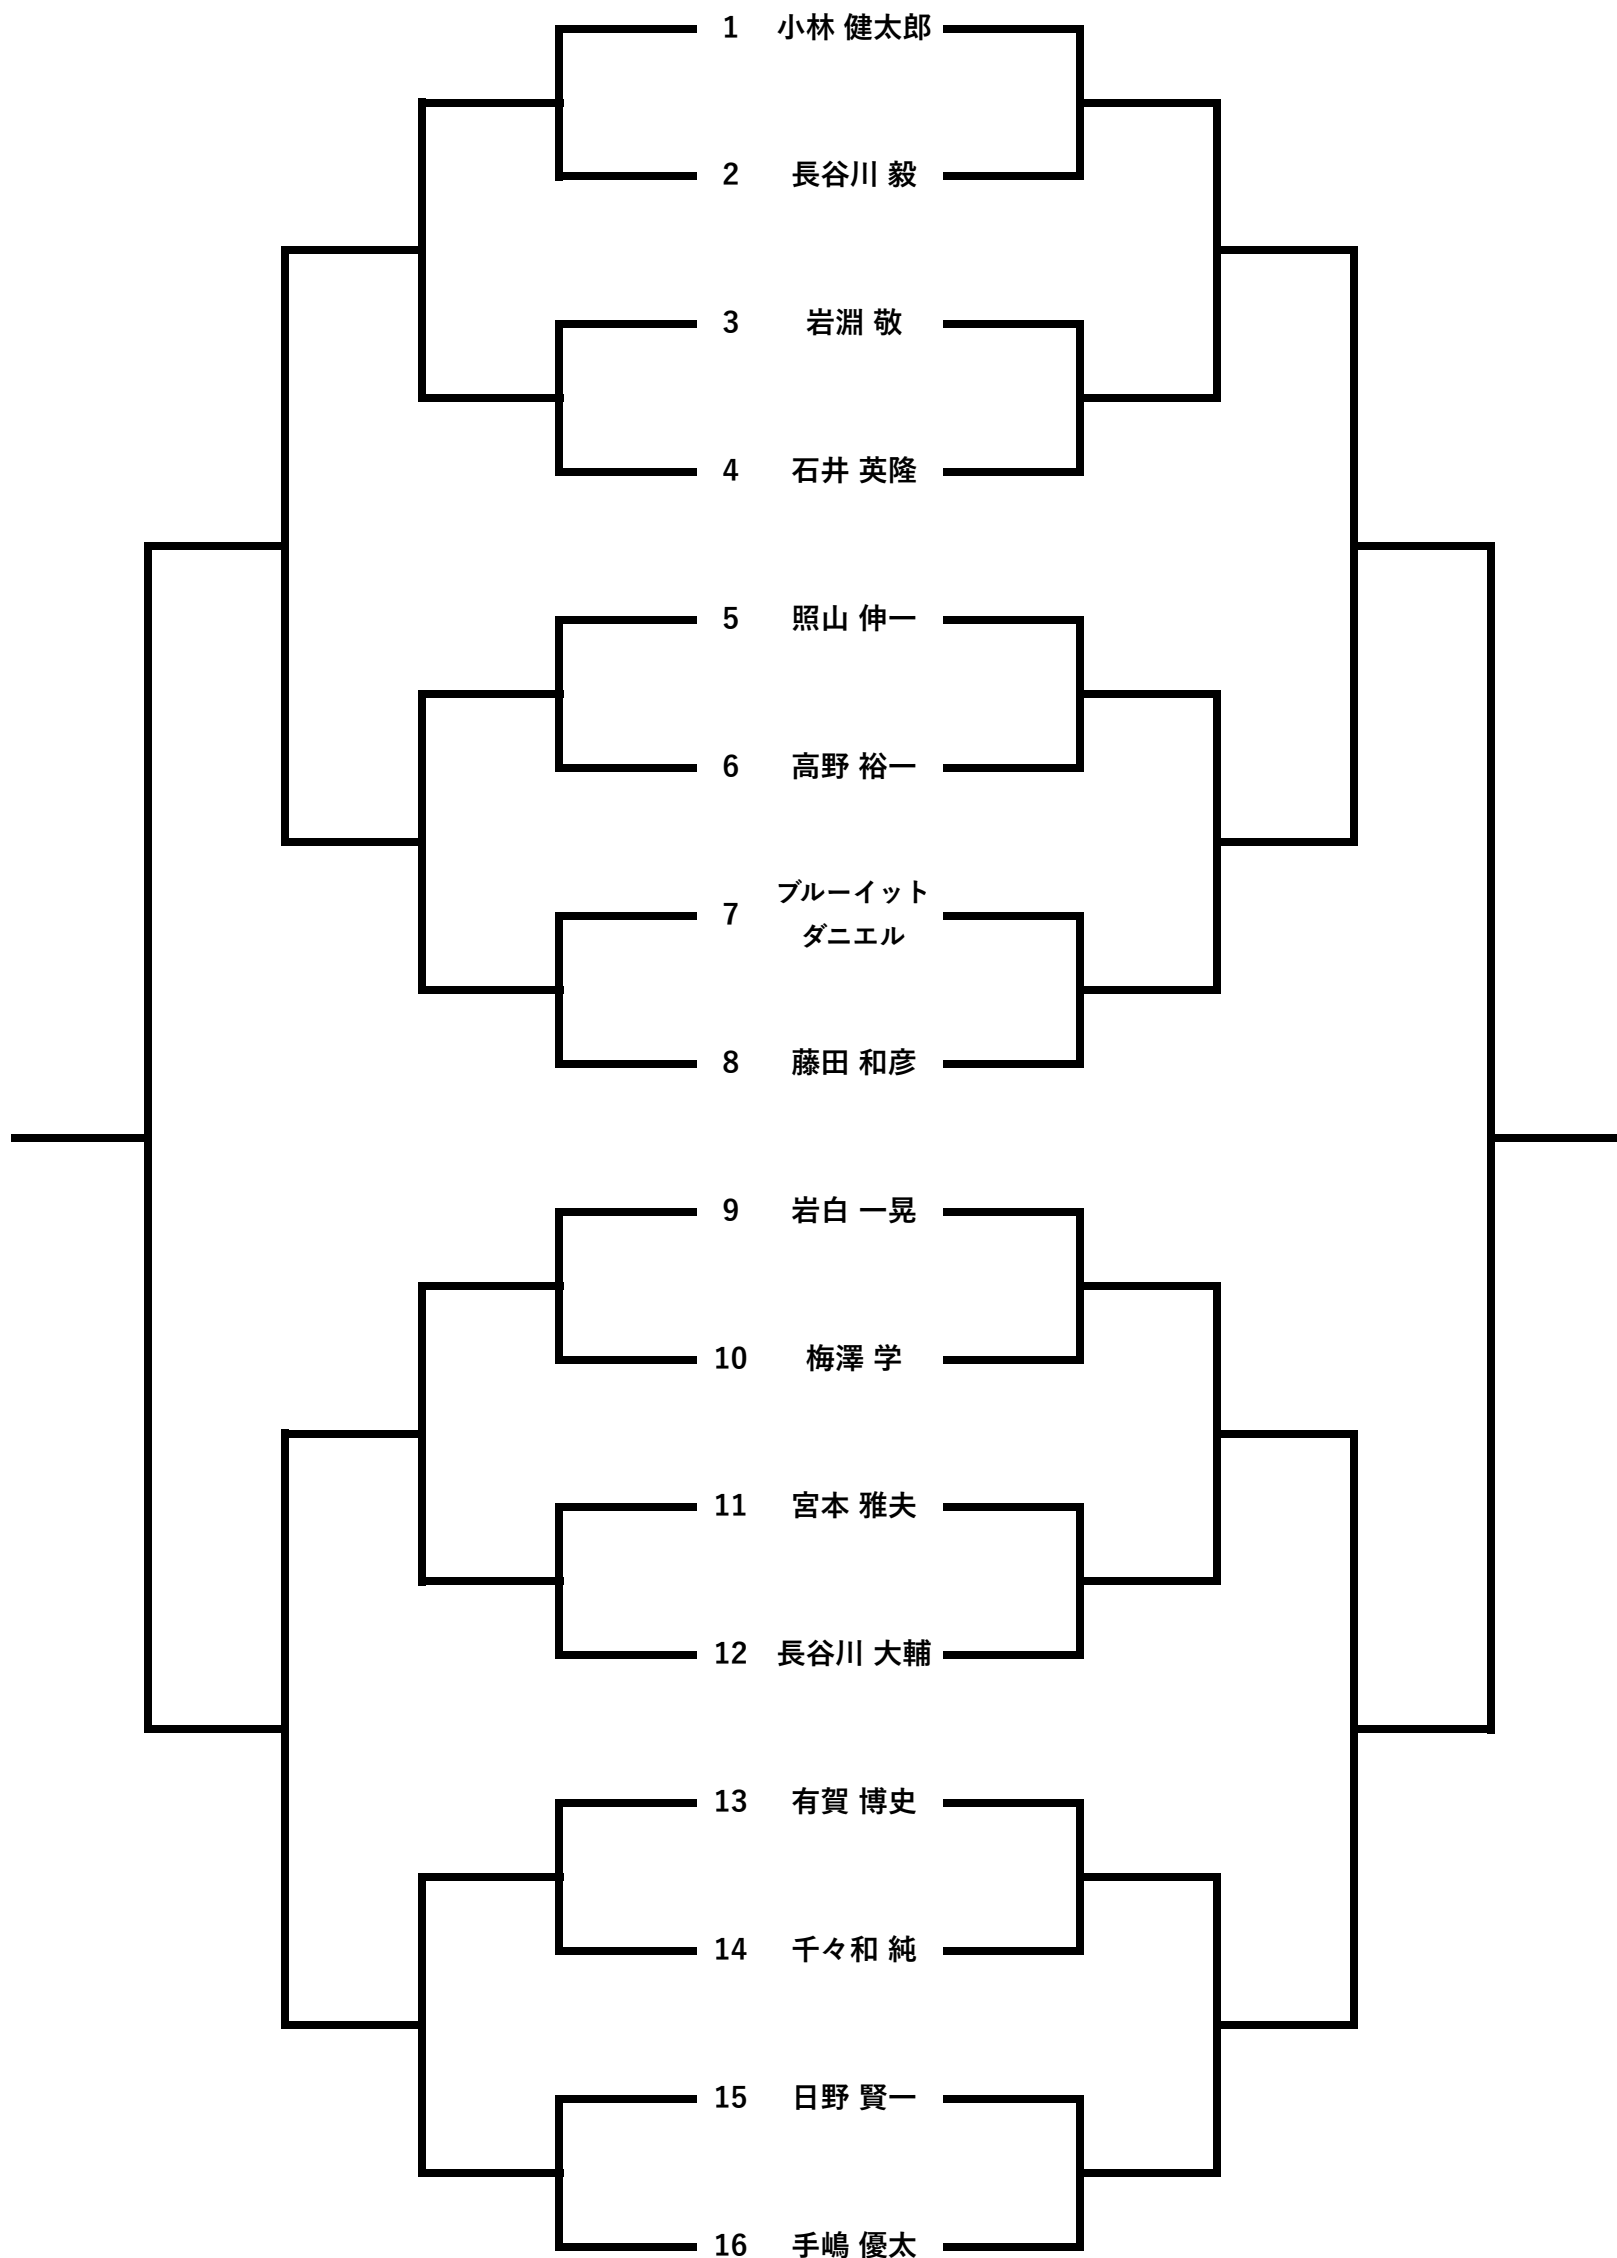 1 小林 健太郎
2 長谷川 毅
3 岩淵 敬
4 石井 英隆
5 照山 伸一
6 高野 裕一
7 ブルーイット
ダニエル
8 藤田 和彦
9 岩白 一晃
10 梅澤 学
11 宮本 雅夫
12 長谷川 大輔
13 有賀 博史
14 千々和 純
15 日野 賢一
16 手嶋 優太